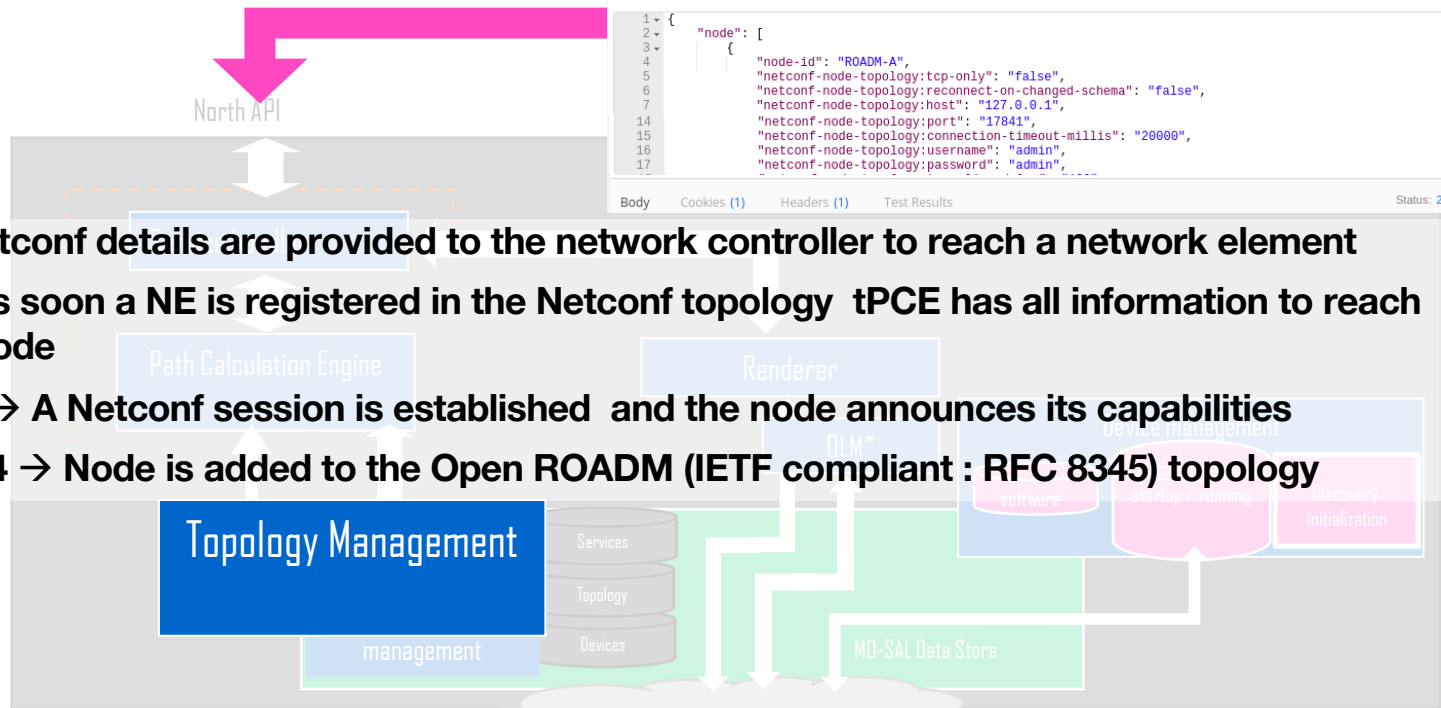 1 {
2 "node": [
3 {
4 "node-id": "ROADM-A",
5 "netconf-node-topology:tcp-only": "false",
6 "netconf-node-topology:reconnect-on-changed-schema": "false",
7 "netconf-node-topology:host": "127.0.0.1",
14 "netconf-node-topology:port": "17841",
15 "netconf-node-topology:connection-timeout-millis": "20000",
16 "netconf-node-topology:username": "admin",
17 "netconf-node-topology:password": "admin",
North API
Body Cookies (1) Headers (1) Test Results Status: 2
tconf details are provided to the network controller to reach a network element
s soon a NE is registered in the Netconf topology tPCE has all information to reach
ode
Path Calculation Engine
Renderer
→ A Netconf session is established and the node announces its capabilities
Device management
OLM*
4 → Node is added to the Open ROADM (IETF compliant : RFC 8345) topology
software
startup / running
Discovery
initialization
Topology Management
Services
Topology
Devices
management
MD-SAL Data Store